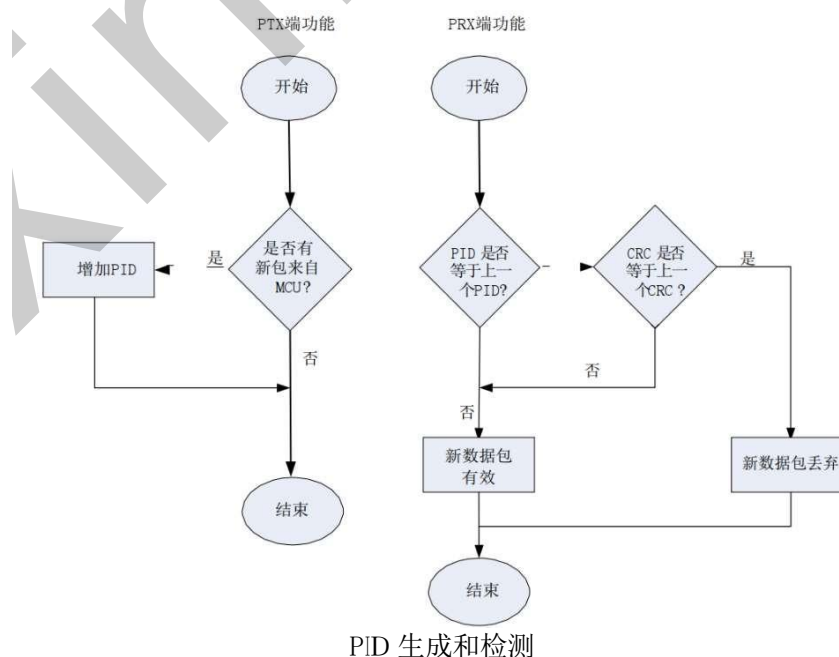 PTX端功能
PRX端功能
开始
开始
是否有
新包来自
MCU?
是
增加PID
否
结束
PID 是否
等于上一
个PID?
CRC 是否
等于上一
个CRC ?
是
否
否
新数据包
有效
新数据包丢弃
结束
PID 生成和检测